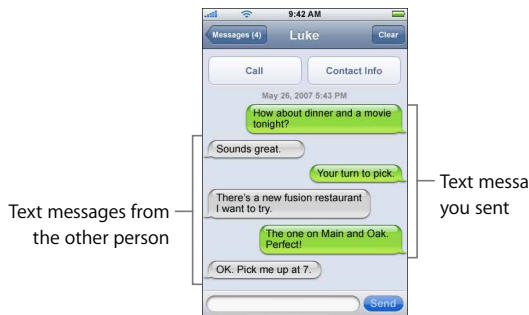 9:42 AM
Messages (4)
Luke
Clear
Call
Contact Info
May 26, 2007 5:43 PM
How about dinner and a movie
tonight?
Sounds great.
Your turn to pick.
There's a new fusion restaurant
I want to try.
The one on Main and Oak.
Perfect!
OK. Pick me up at 7.
Send
Text messages from
the other person
Text messa
you sent